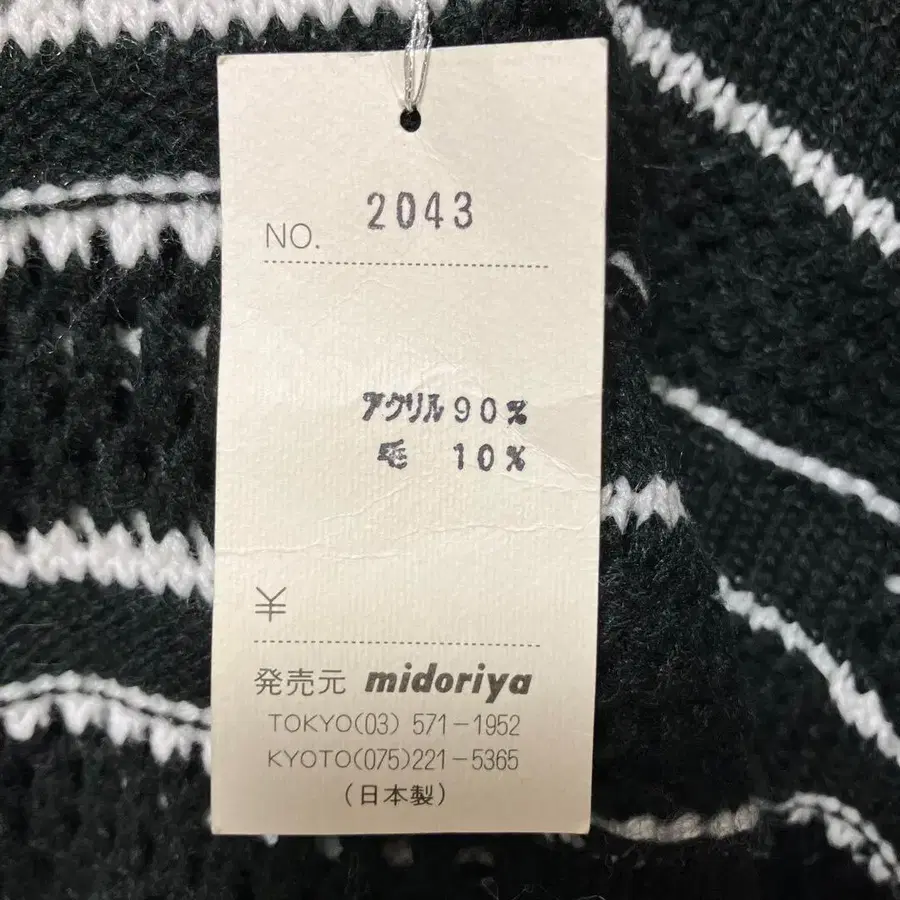 NO. 2043
アクリル 90%
毛 10%
¥
発売元 midoriya
TOKYO(03) 571-1952
KYOTO(075)221-5365
(日本製)